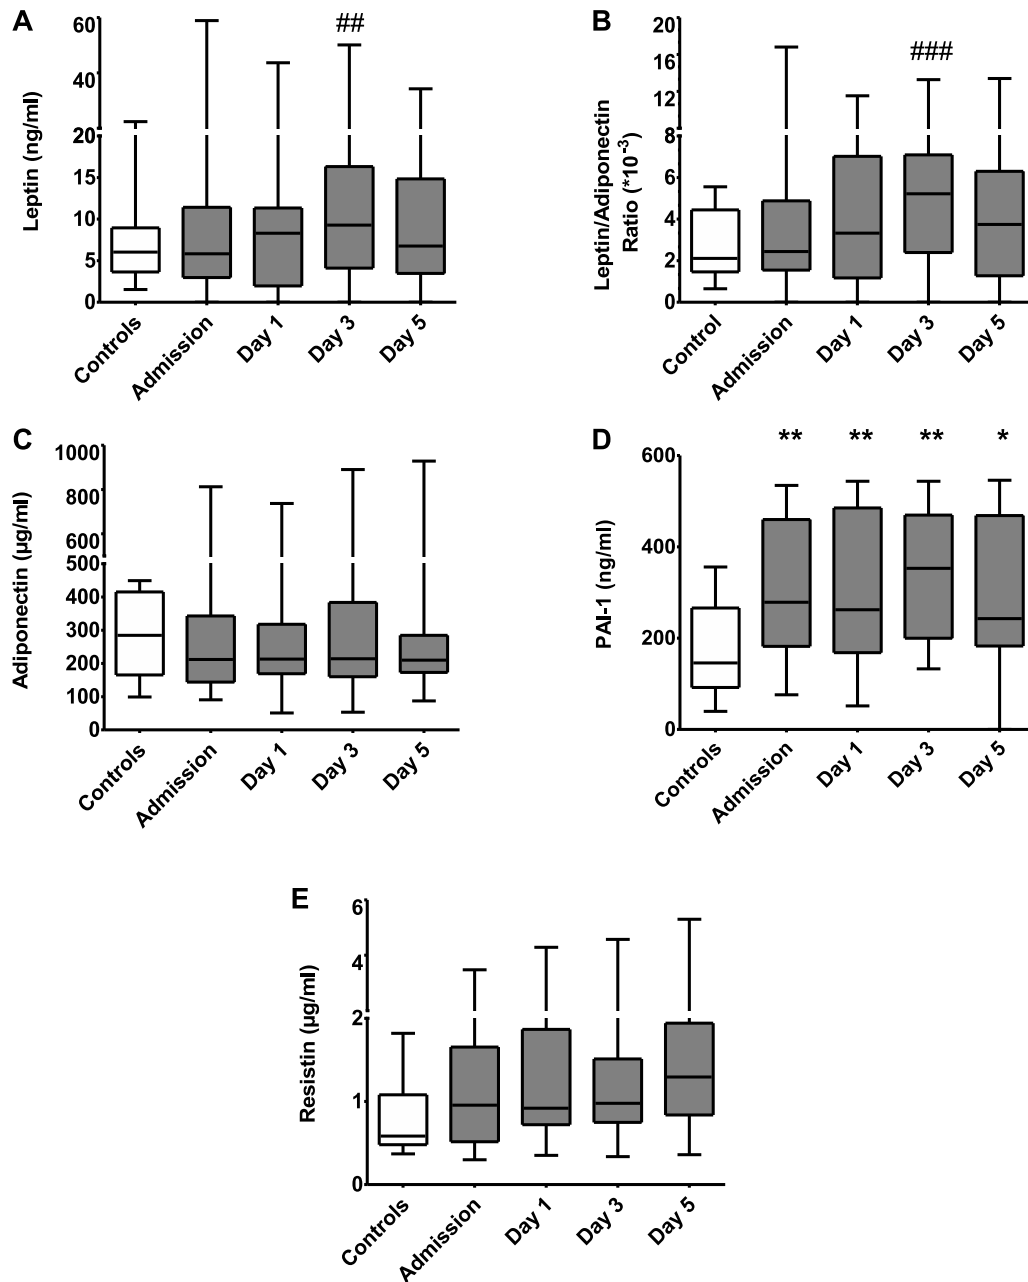 A
Leptin (ng/ml)
60
40
20
15
10
5
0
##
Controls
Admission
Day 1
Day 3
Day 5
B
Leptin/Adiponectin
Ratio (*10-3)
20
16
12
8
6
4
2
0
###
Control
Admission
Day 1
Day 3
Day 5
C
Adiponectin (µg/ml)
1000
800
600
500
400
300
200
100
0
Controls
Admission
Day 1
Day 3
Day 5
D
PAI-1 (ng/ml)
600
400
200
0
** ** ** *
Controls
Admission
Day 1
Day 3
Day 5
E
Resistin (µg/ml)
6
4
2
1
0
Controls
Admission
Day 1
Day 3
Day 5